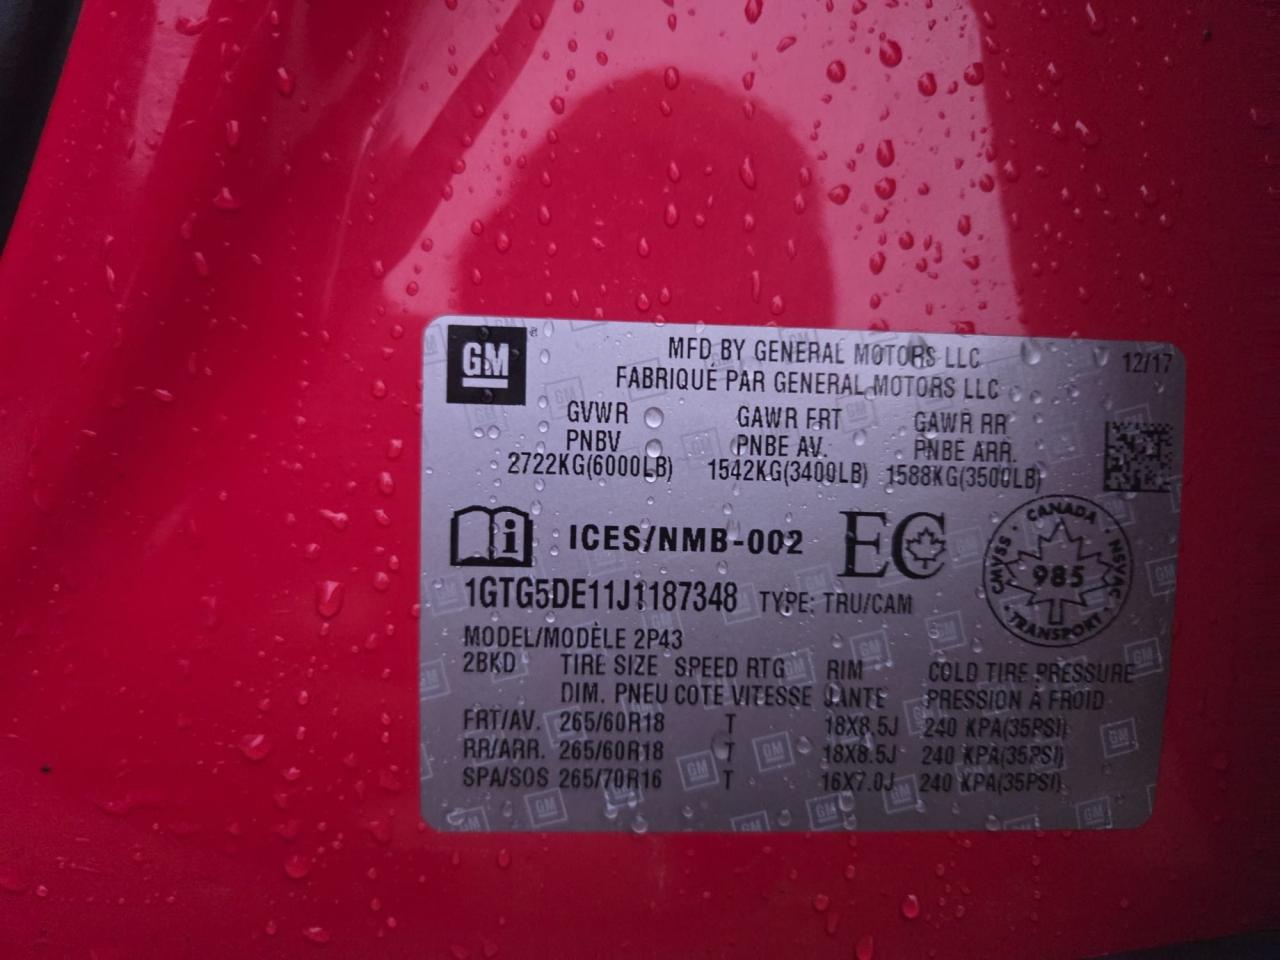 GM
MFD BY GENERAL MOTORS LLC 12/17
FABRIQUÉ PAR GENERAL MOTORS LLC
GVWR GAWR FRT GAWR RR
PNBV PNBE AV. PNBE ARR.
2722KG(6000LB) 1542KG(3400LB) 1588KG(3500LB)
i ICES/NMB-002 EC
CANADA · NSVAC · TRANSPORT · CMVSS
985
1GTG5DE11J1187348 TYPE: TRU/CAM
MODEL/MODÈLE 2P43
2BKD TIRE SIZE SPEED RTG RIM COLD TIRE PRESSURE
DIM. PNEU COTE VITESSE JANTE PRESSION À FROID
FRT/AV. 265/60R18 T 18X8.5J 240 KPA(35PSI)
RR/ARR. 265/60R18 T 18X8.5J 240 KPA(35PSI)
SPA/SOS 265/70R16 T 16X7.0J 240 KPA(35PSI)